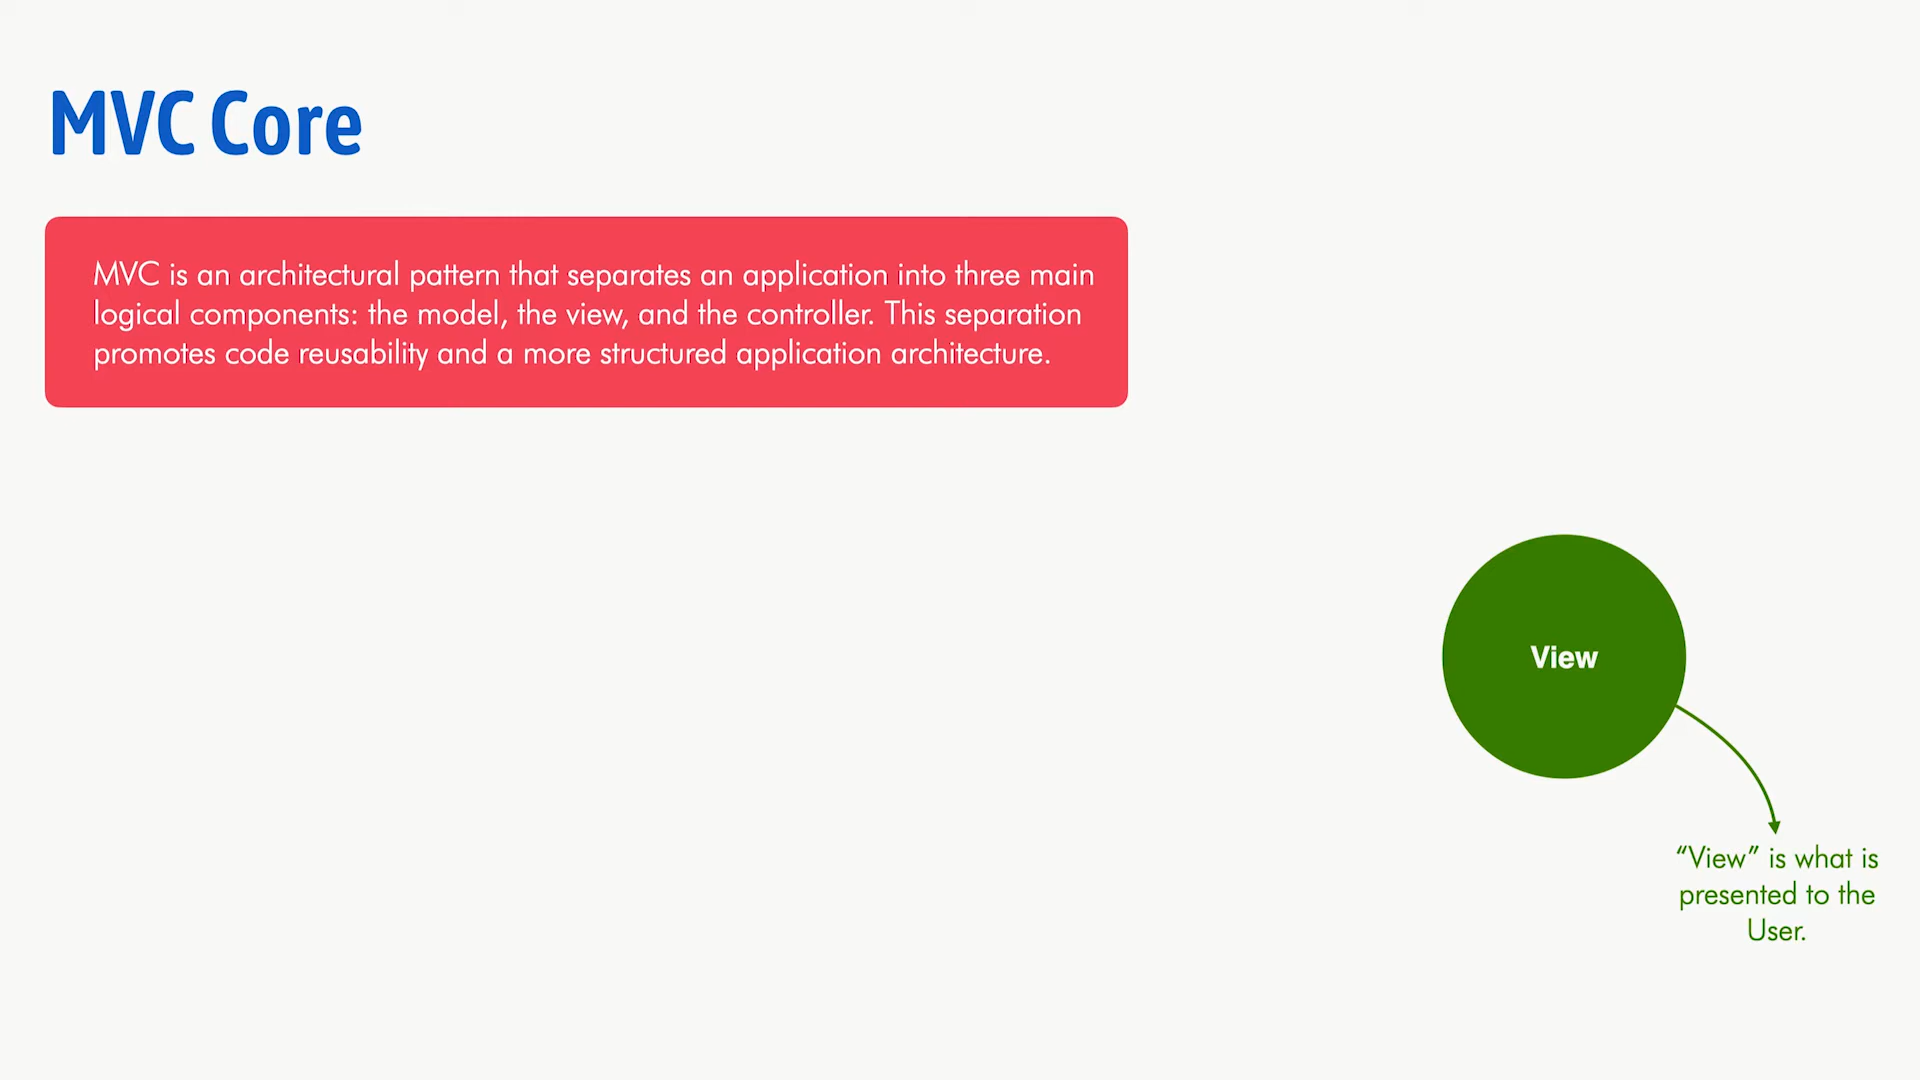 MVC Core
MVC is an architectural pattern that separates an application into three main
logical components: the model, the view, and the controller. This separation
promotes code reusability and a more structured application architecture.
View
“View” is what is
presented to the
User.